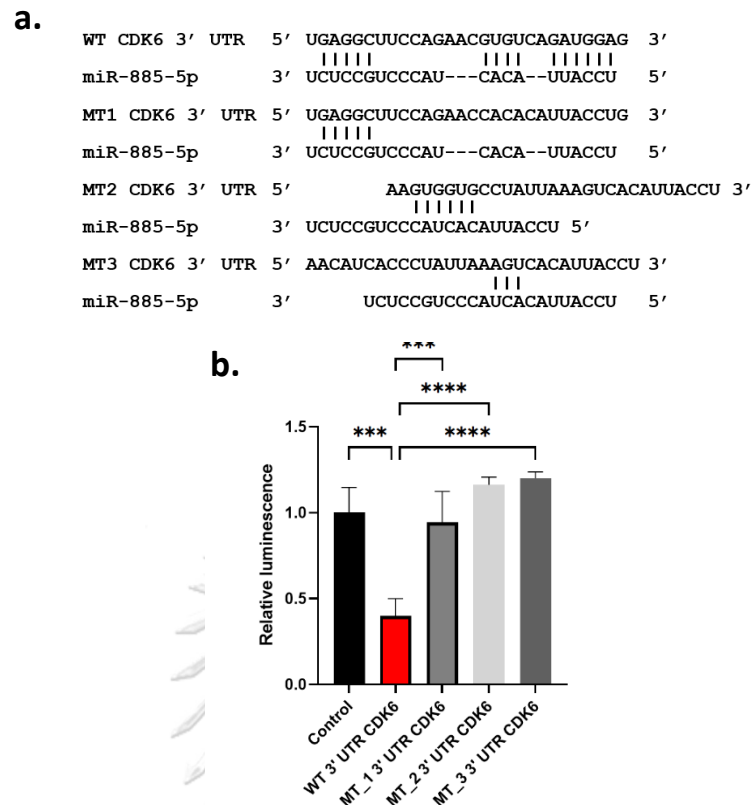 a.
WT CDK6 3′ UTR 5′ UGAGGCUUCCAGAACGUGUCAGAUGGAG 3′
miR-885-5p 3′ UCUCCGUCCCAU---CACA--UUACCU 5′
MT1 CDK6 3′ UTR 5′ UGAGGCUUCCAGAACCACACAUUACCUG 3′
miR-885-5p 3′ UCUCCGUCCCAU---CACA--UUACCU 5′
MT2 CDK6 3′ UTR 5′ AAGUGGUGCCUAUUAAAGUCACAUUACCU 3′
miR-885-5p 3′ UCUCCGUCCCAUCACAUUACCU 5′
MT3 CDK6 3′ UTR 5′ AACAUCACCCUAUUAAAGUCACAUUACCU 3′
miR-885-5p 3′ UCUCCGUCCCAUCACAUUACCU 5′
b.
***
****
*** ****
1.5
1.0
0.5
0.0
Relative luminescence
Control
WT 3' UTR CDK6
MT_1 3' UTR CDK6
MT_2 3' UTR CDK6
MT_3 3' UTR CDK6